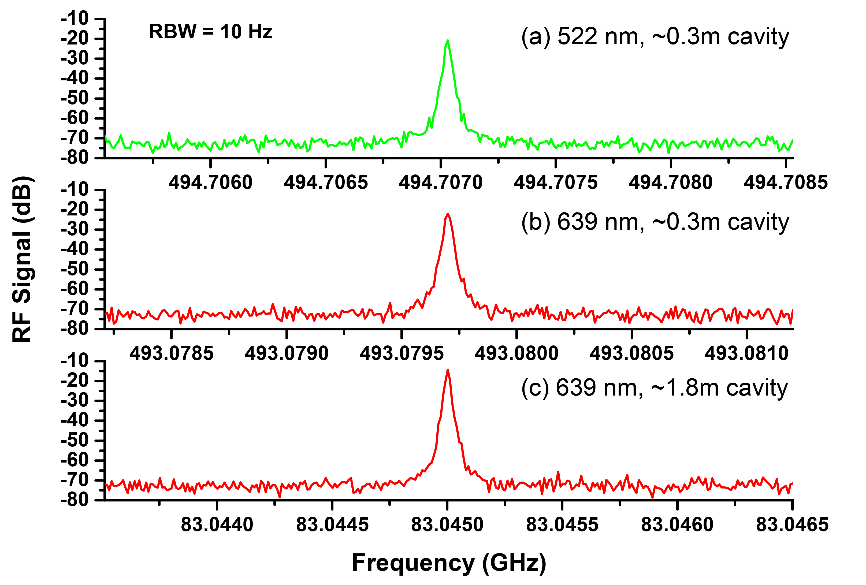 RBW = 10 Hz
(a) 522 nm, ~0.3m cavity
-10
-20
-30
-40
-50
-60
-70
-80
494.7060 494.7065 494.7070 494.7075 494.7080 494.7085
(b) 639 nm, ~0.3m cavity
-10
-20
-30
-40
-50
-60
-70
-80
493.0785 493.0790 493.0795 493.0800 493.0805 493.0810
(c) 639 nm, ~1.8m cavity
-10
-20
-30
-40
-50
-60
-70
-80
83.0440 83.0445 83.0450 83.0455 83.0460 83.0465
RF Signal (dB)
Frequency (GHz)